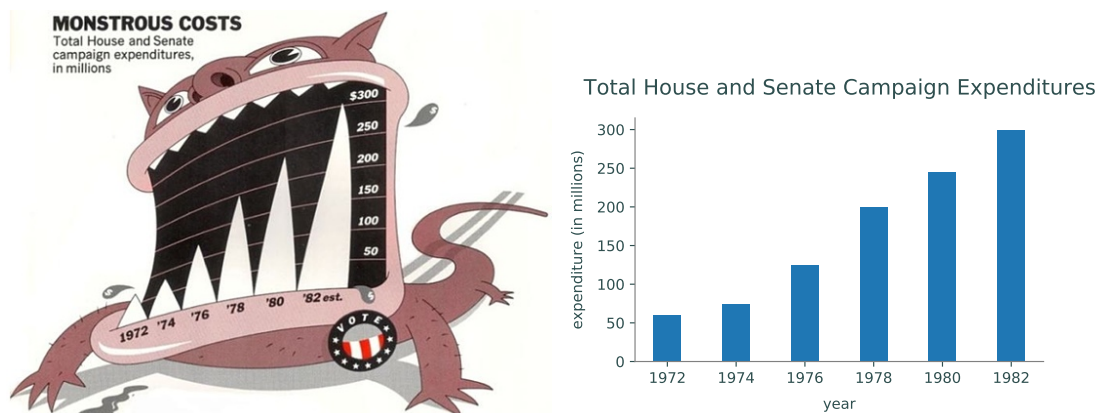 MONSTROUS COSTS
Total House and Senate
campaign expenditures,
in millions
$300
250
200
150
100
50
1972 '74 '76 '78 '80 '82 est.
$
$
$
VOTE
Total House and Senate Campaign Expenditures
expenditure (in millions)
300
250
200
150
100
50
0
1972 1974 1976 1978 1980 1982
year